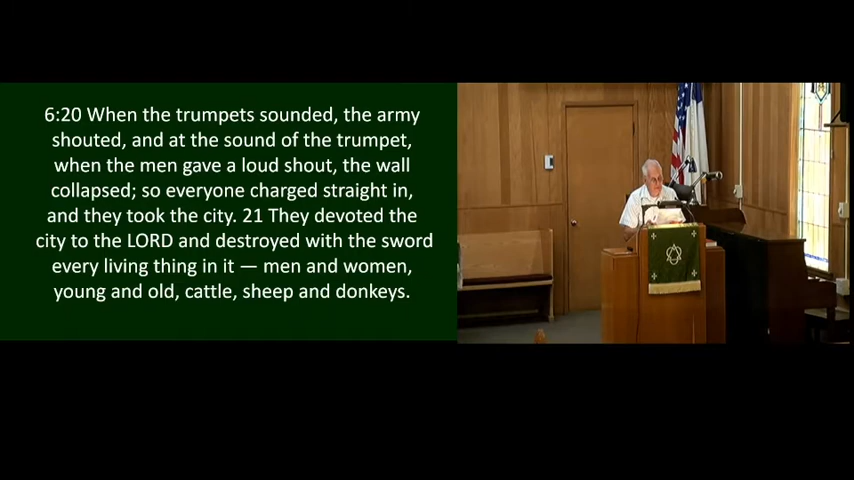 6:20 When the trumpets sounded, the army
shouted, and at the sound of the trumpet,
when the men gave a loud shout, the wall
collapsed; so everyone charged straight in,
and they took the city. 21 They devoted the
city to the LORD and destroyed with the sword
every living thing in it — men and women,
young and old, cattle, sheep and donkeys.